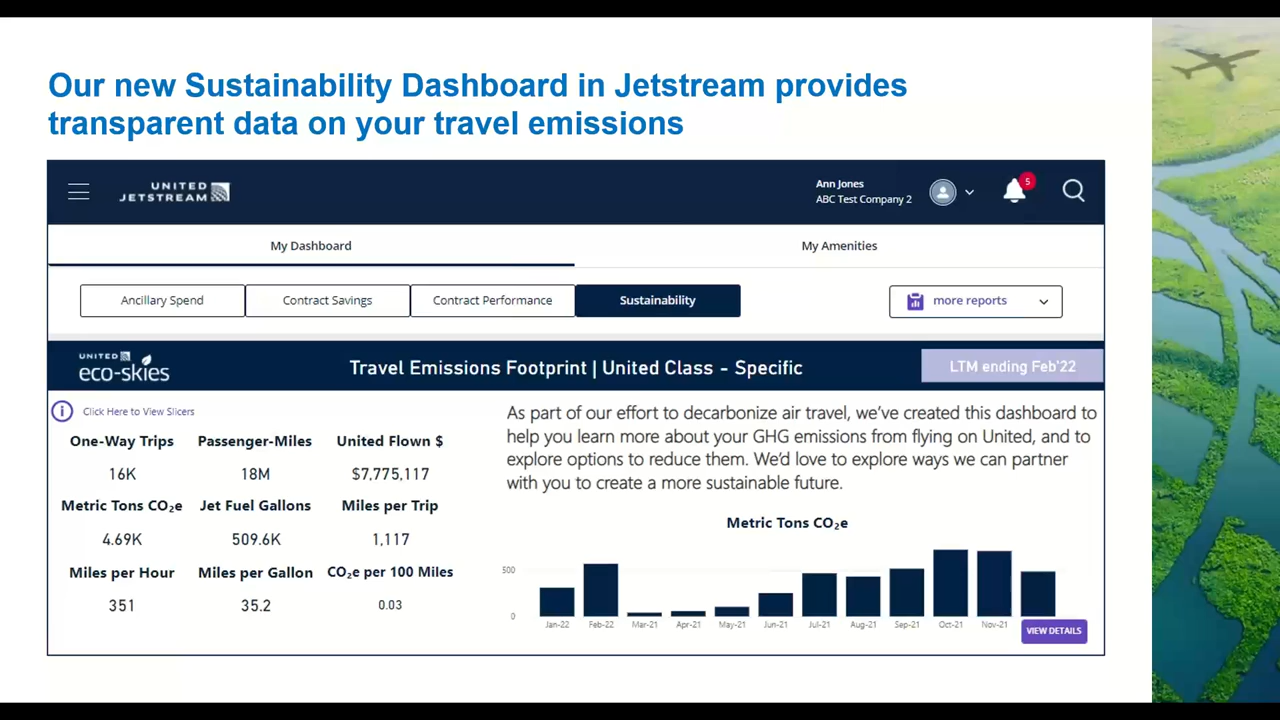 Our new Sustainability Dashboard in Jetstream provides
transparent data on your travel emissions
UNITED
JETSTREAM
Ann Jones
ABC Test Company 2
5
My Dashboard
My Amenities
Ancillary Spend
Contract Savings
Contract Performance
Sustainability
more reports
UNITED
eco-skies
Travel Emissions Footprint | United Class - Specific
LTM ending Feb'22
Click Here to View Slicers
One-Way Trips
Passenger-Miles
United Flown $
16K
18M
$7,775,117
Metric Tons CO₂e
Jet Fuel Gallons
Miles per Trip
4.69K
509.6K
1,117
Miles per Hour
Miles per Gallon
CO₂e per 100 Miles
351
35.2
0.03
As part of our effort to decarbonize air travel, we've created this dashboard to
help you learn more about your GHG emissions from flying on United, and to
explore options to reduce them. We'd love to explore ways we can partner
with you to create a more sustainable future.
Metric Tons CO₂e
500
0
Jan-22
Feb-22
Mar-21
Apr-21
May-21
Jun-21
Jul-21
Aug-21
Sep-21
Oct-21
Nov-21
VIEW DETAILS